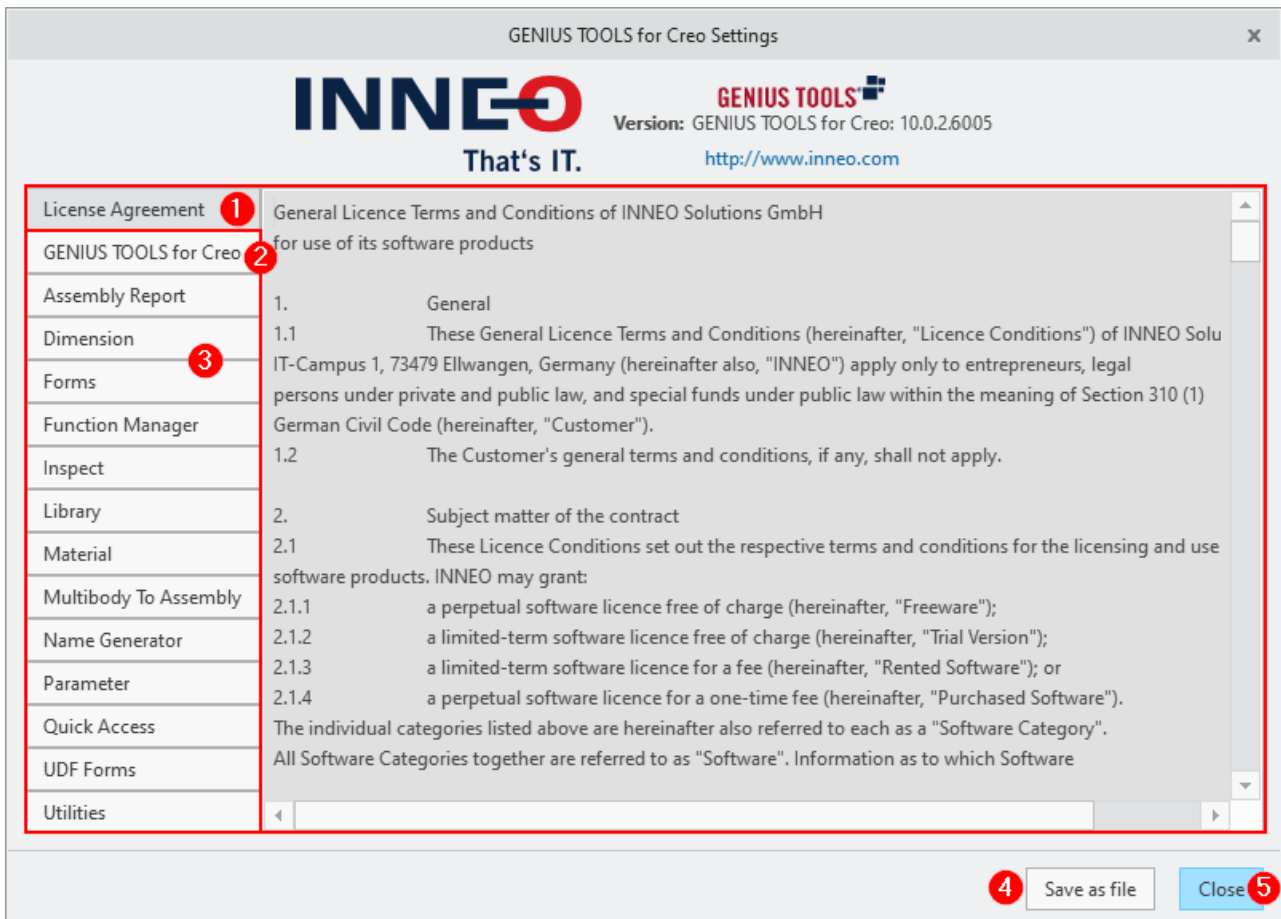 GENIUS TOOLS for Creo Settings x
INNEO
That's IT.
GENIUS TOOLS
Version: GENIUS TOOLS for Creo: 10.0.2.6005
http://www.inneo.com
License Agreement 1
GENIUS TOOLS for Creo 2
Assembly Report
Dimension
3
Forms
Function Manager
Inspect
Library
Material
Multibody To Assembly
Name Generator
Parameter
Quick Access
UDF Forms
Utilities
General Licence Terms and Conditions of INNEO Solutions GmbH
for use of its software products
1. General
1.1 These General Licence Terms and Conditions (hereinafter, "Licence Conditions") of INNEO Solu
IT-Campus 1, 73479 Ellwangen, Germany (hereinafter also, "INNEO") apply only to entrepreneurs, legal
persons under private and public law, and special funds under public law within the meaning of Section 310 (1)
German Civil Code (hereinafter, "Customer").
1.2 The Customer's general terms and conditions, if any, shall not apply.
2. Subject matter of the contract
2.1 These Licence Conditions set out the respective terms and conditions for the licensing and use
software products. INNEO may grant:
2.1.1 a perpetual software licence free of charge (hereinafter, "Freeware");
2.1.2 a limited-term software licence free of charge (hereinafter, "Trial Version");
2.1.3 a limited-term software licence for a fee (hereinafter, "Rented Software"); or
2.1.4 a perpetual software licence for a one-time fee (hereinafter, "Purchased Software").
The individual categories listed above are hereinafter also referred to each as a "Software Category".
All Software Categories together are referred to as "Software". Information as to which Software
4 Save as file
Close 5